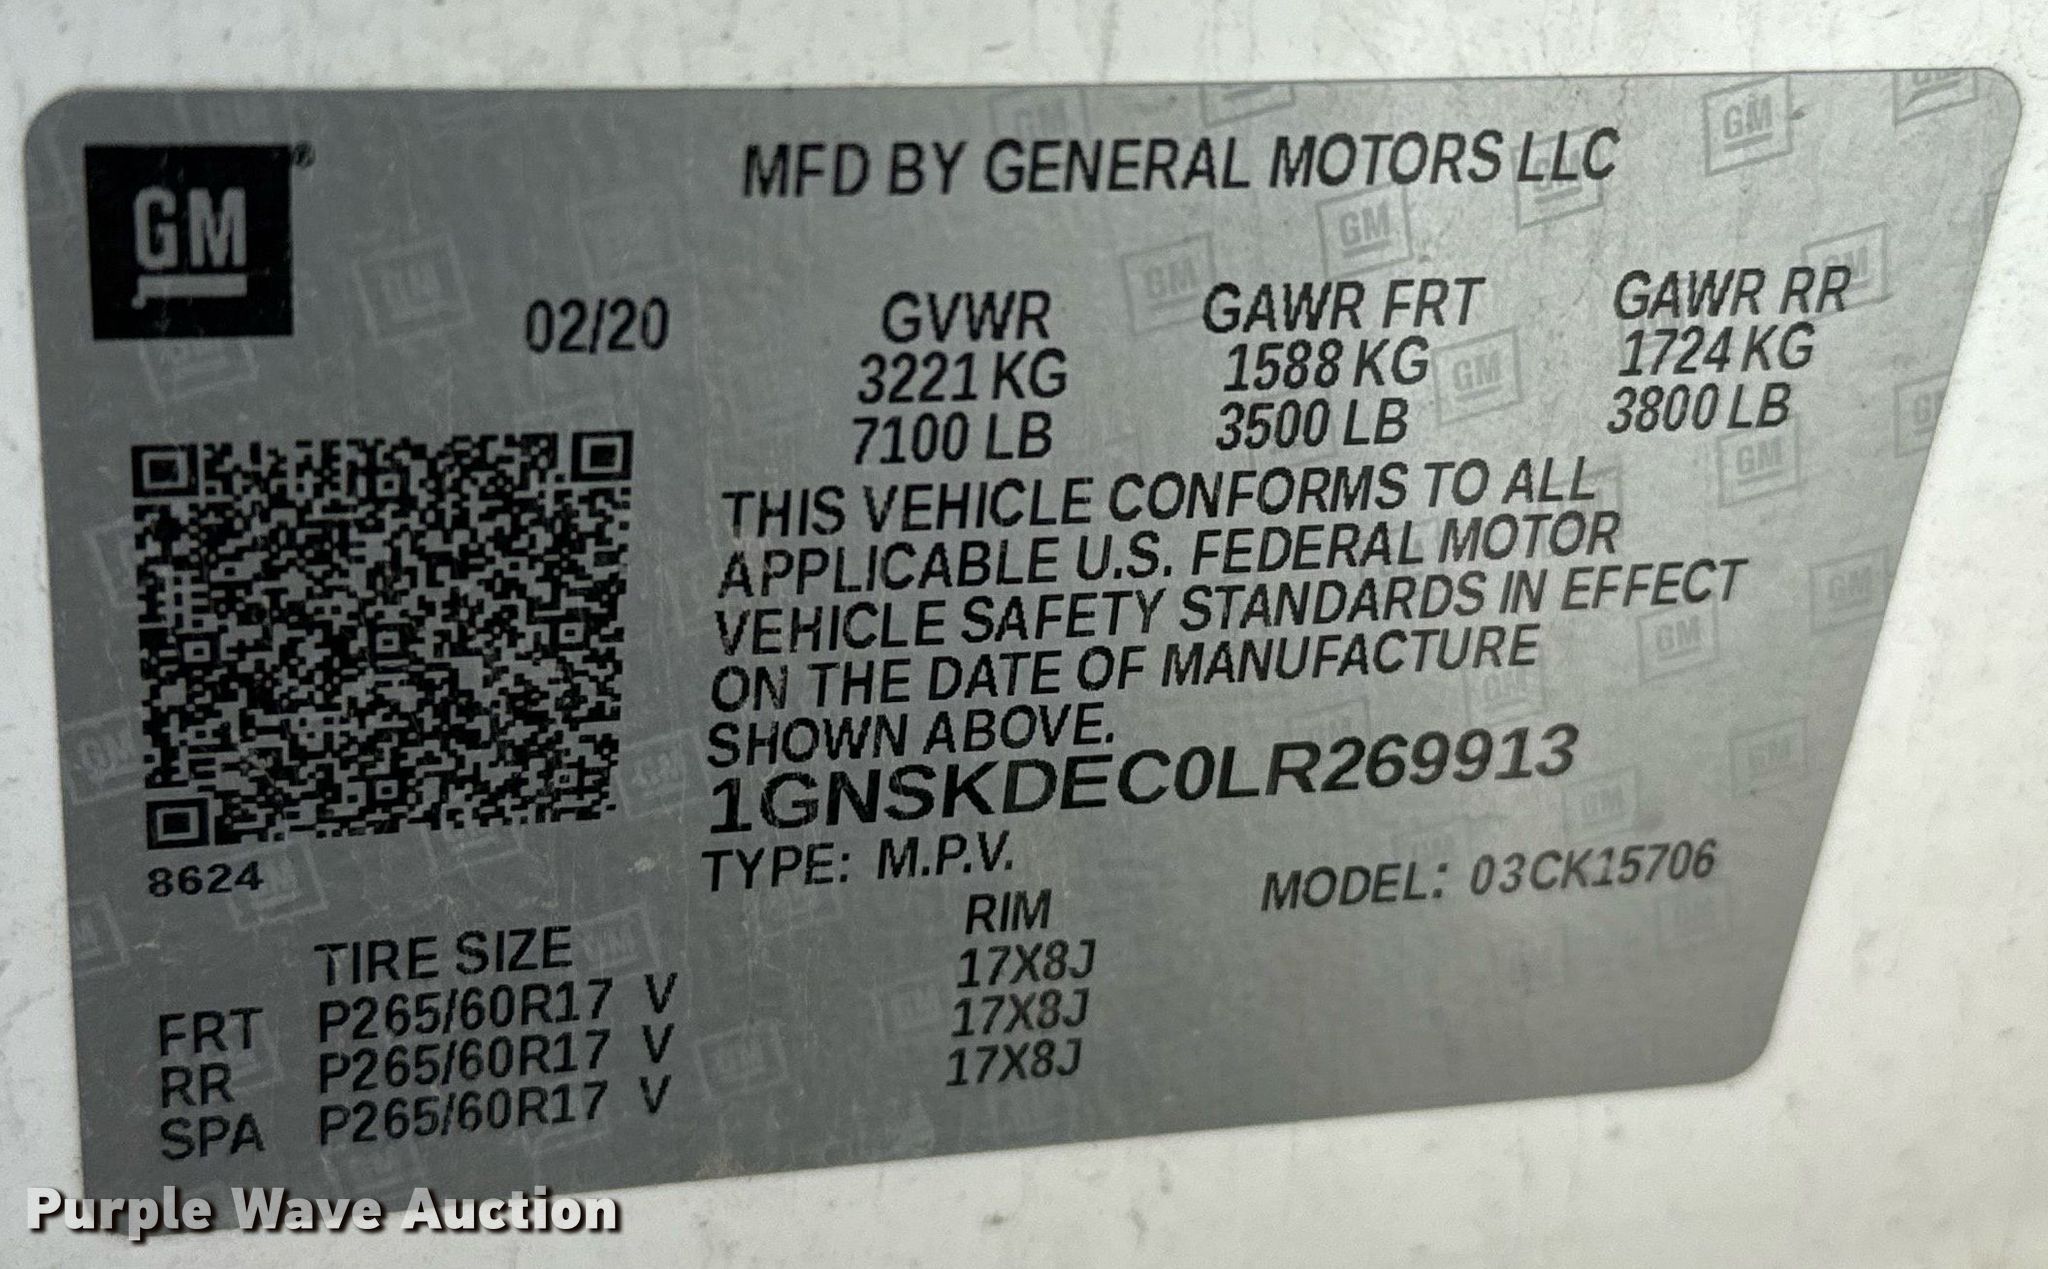 GM®
MFD BY GENERAL MOTORS LLC
02/20
GVWR GAWR FRT GAWR RR
3221 KG 1588 KG 1724 KG
7100 LB 3500 LB 3800 LB
THIS VEHICLE CONFORMS TO ALL
APPLICABLE U.S. FEDERAL MOTOR
VEHICLE SAFETY STANDARDS IN EFFECT
ON THE DATE OF MANUFACTURE
SHOWN ABOVE.
1GNSKDEC0LR269913
8624
TYPE: M.P.V. MODEL: 03CK15706
TIRE SIZE RIM
FRT P265/60R17 V 17X8J
RR P265/60R17 V 17X8J
SPA P265/60R17 V 17X8J
Purple Wave Auction